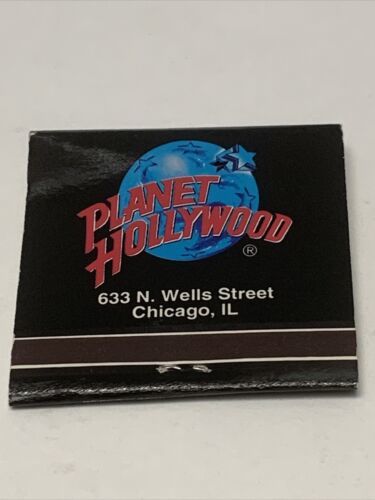 PLANET
HOLLYWOOD
®
633 N. Wells Street
Chicago, IL